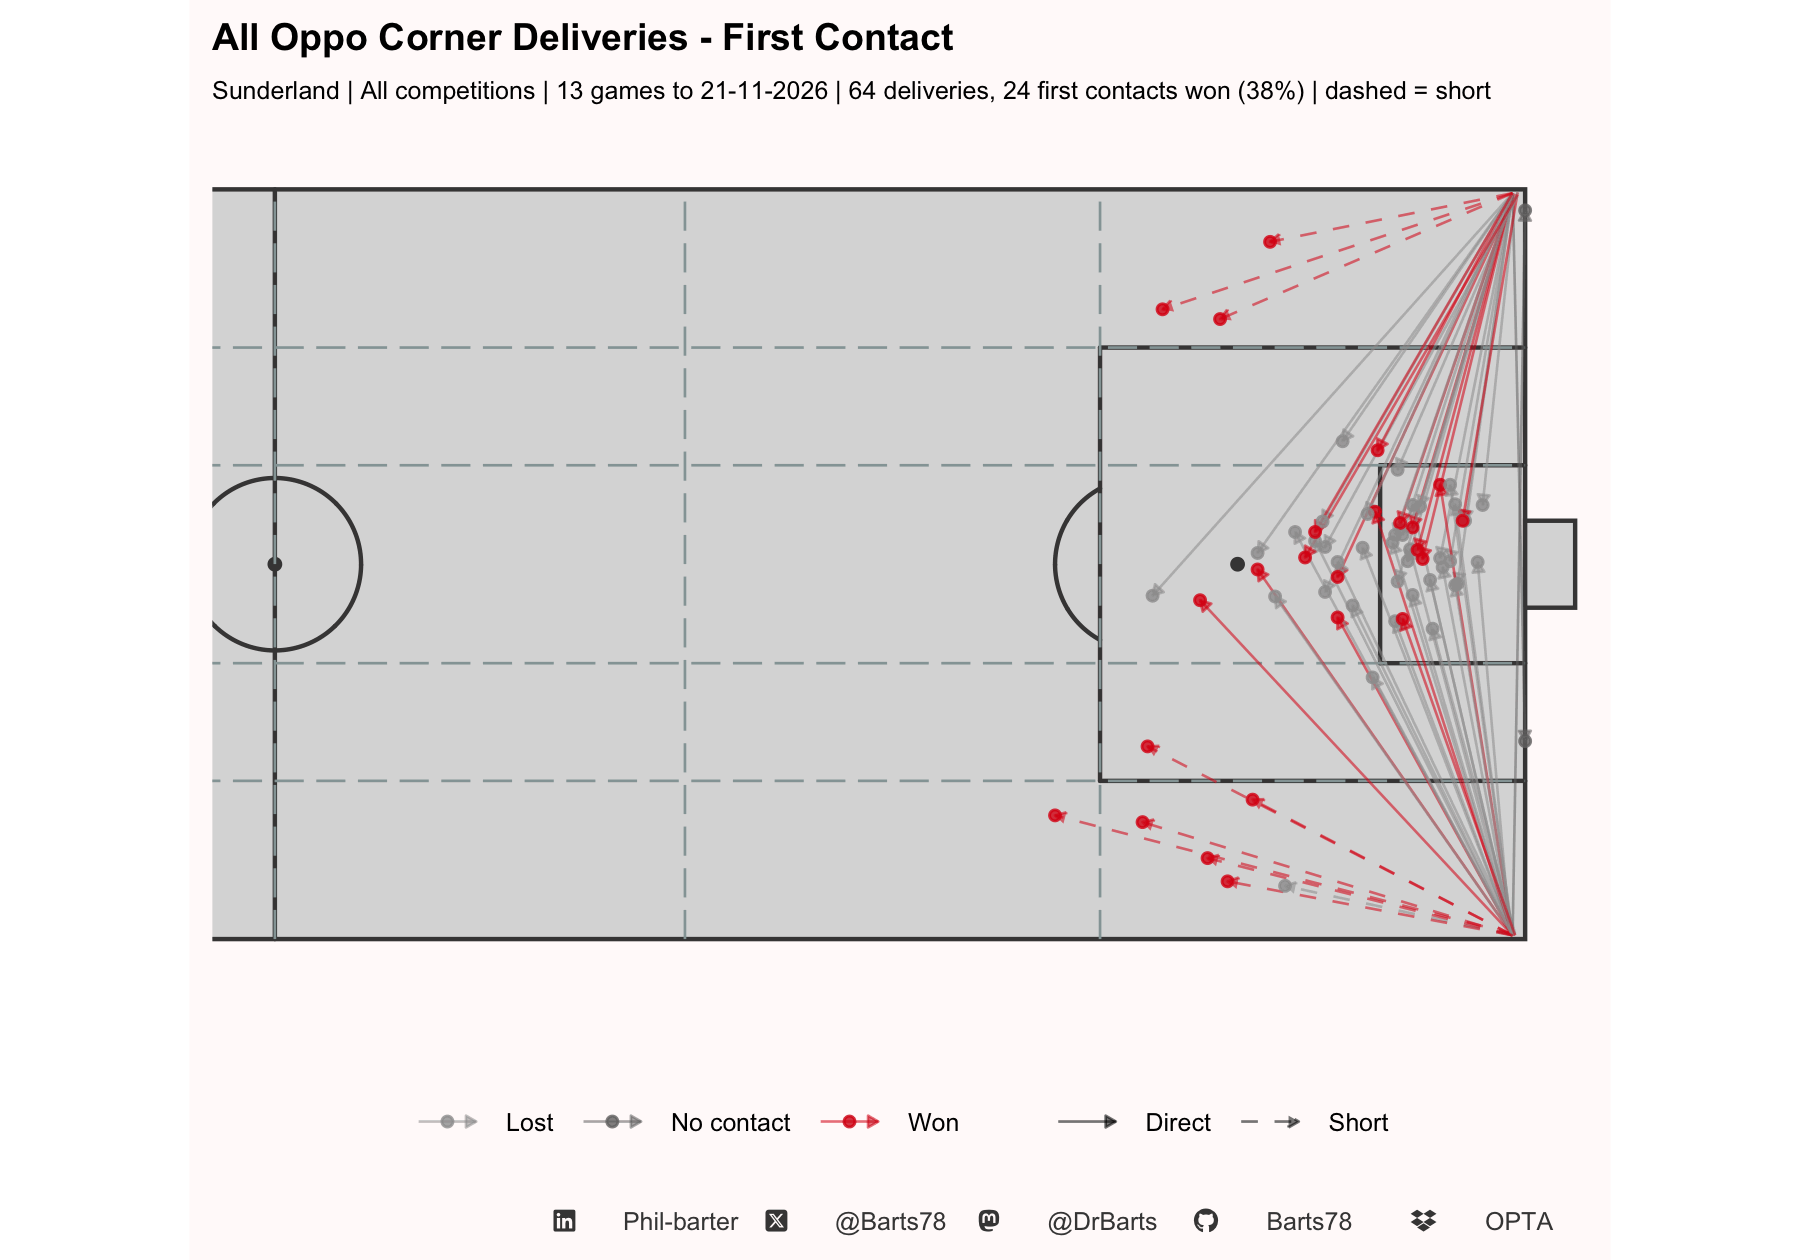 All Oppo Corner Deliveries - First Contact
Sunderland | All competitions | 13 games to 21-11-2026 | 64 deliveries, 24 first contacts won (38%) | dashed = short
Lost No contact Won Direct Short
Phil-barter @Barts78 @DrBarts Barts78 OPTA